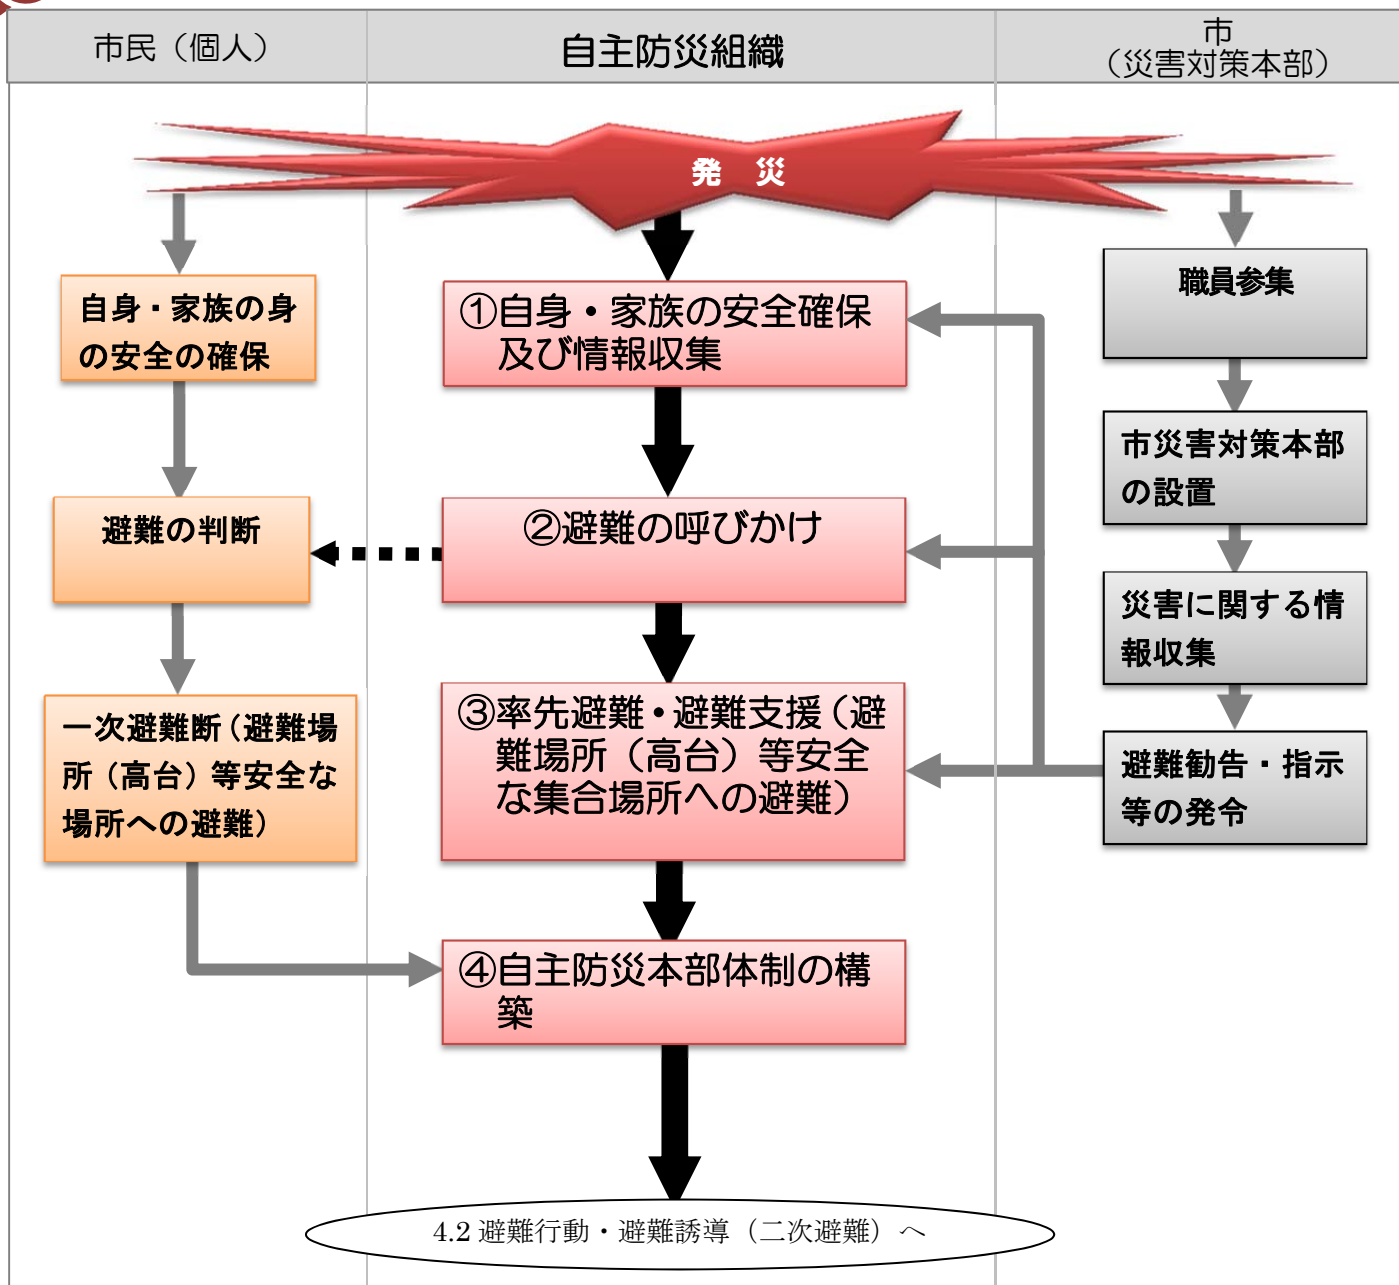 市民（個人）
自主防災組織
市
（災害対策本部）
発　災
自身・家族の身
の安全の確保
①自身・家族の安全確保
及び情報収集
職員参集
市災害対策本部
の設置
避難の判断
②避難の呼びかけ
災害に関する情
報収集
一次避難断（避難場
所（高台）等安全な
場所への避難）
③率先避難・避難支援（避
難場所（高台）等安全
な集合場所への避難）
避難勧告・指示
等の発令
④自主防災本部体制の構
築
4.2 避難行動・避難誘導（二次避難）へ